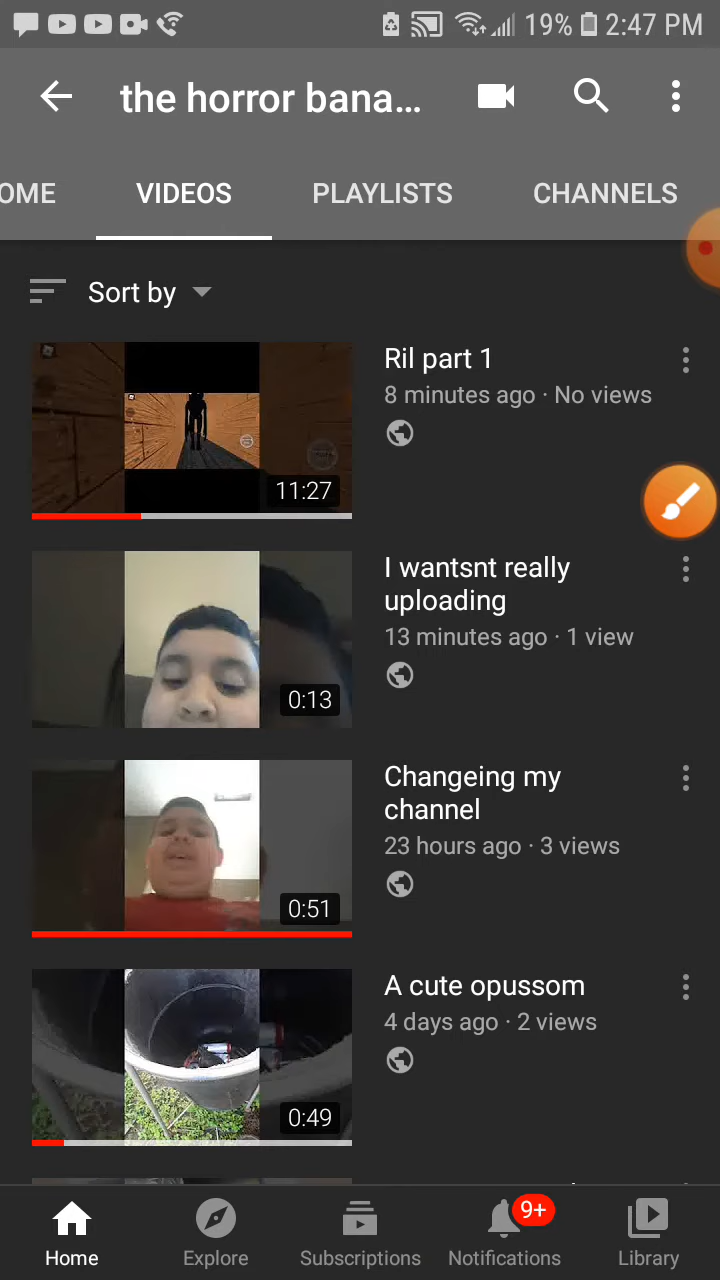 19% 2:47 PM
the horror bana...
OME VIDEOS PLAYLISTS CHANNELS
Sort by
Ril part 1
8 minutes ago · No views
11:27
I wantsnt really
uploading
13 minutes ago · 1 view
0:13
Changeing my
channel
23 hours ago · 3 views
0:51
A cute opussom
4 days ago · 2 views
0:49
9+
Home Explore Subscriptions Notifications Library